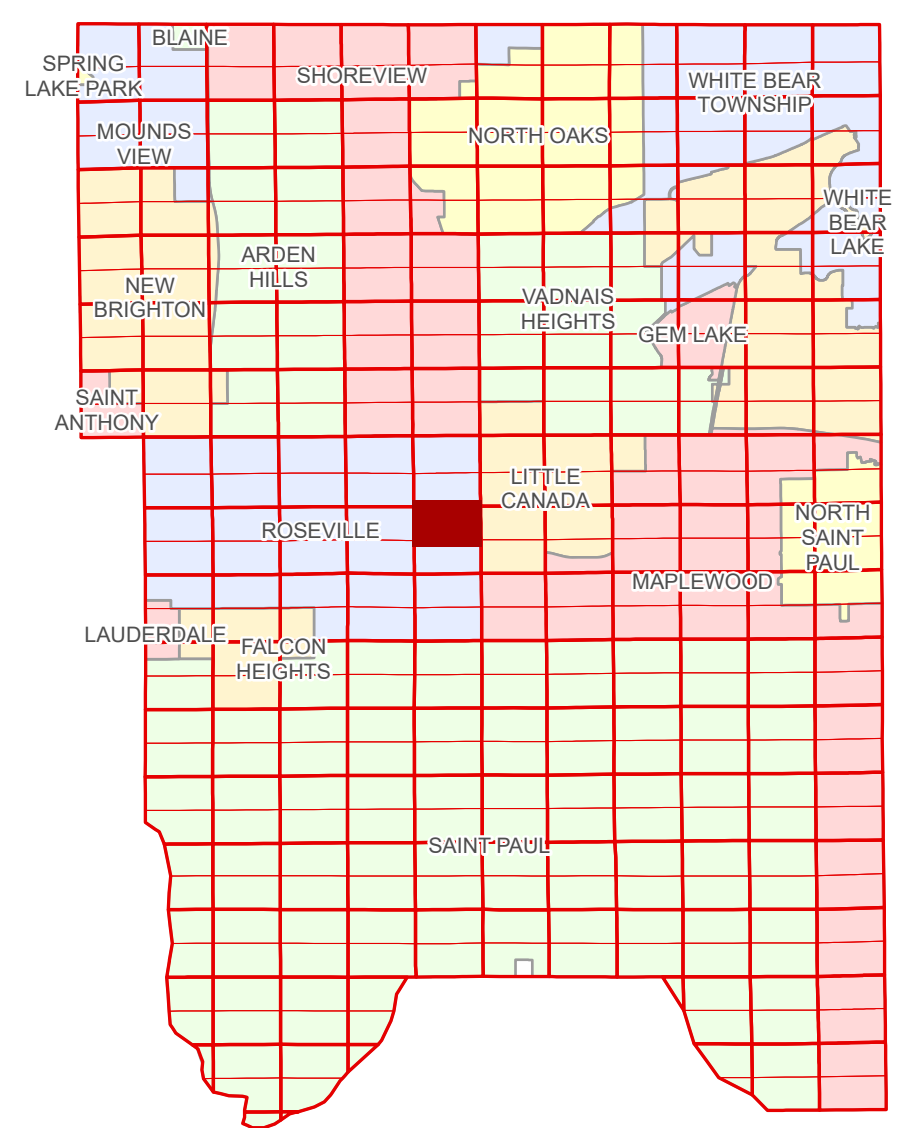 BLAINE
SPRING
LAKE PARK
SHOREVIEW
WHITE BEAR
TOWNSHIP
MOUNDS
VIEW
NORTH OAKS
WHITE
BEAR
LAKE
ARDEN
HILLS
NEW
BRIGHTON
VADNAIS
HEIGHTS
GEM LAKE
SAINT
ANTHONY
LITTLE
CANADA
ROSEVILLE
NORTH
SAINT
PAUL
MAPLEWOOD
LAUDERDALE
FALCON
HEIGHTS
SAINT PAUL